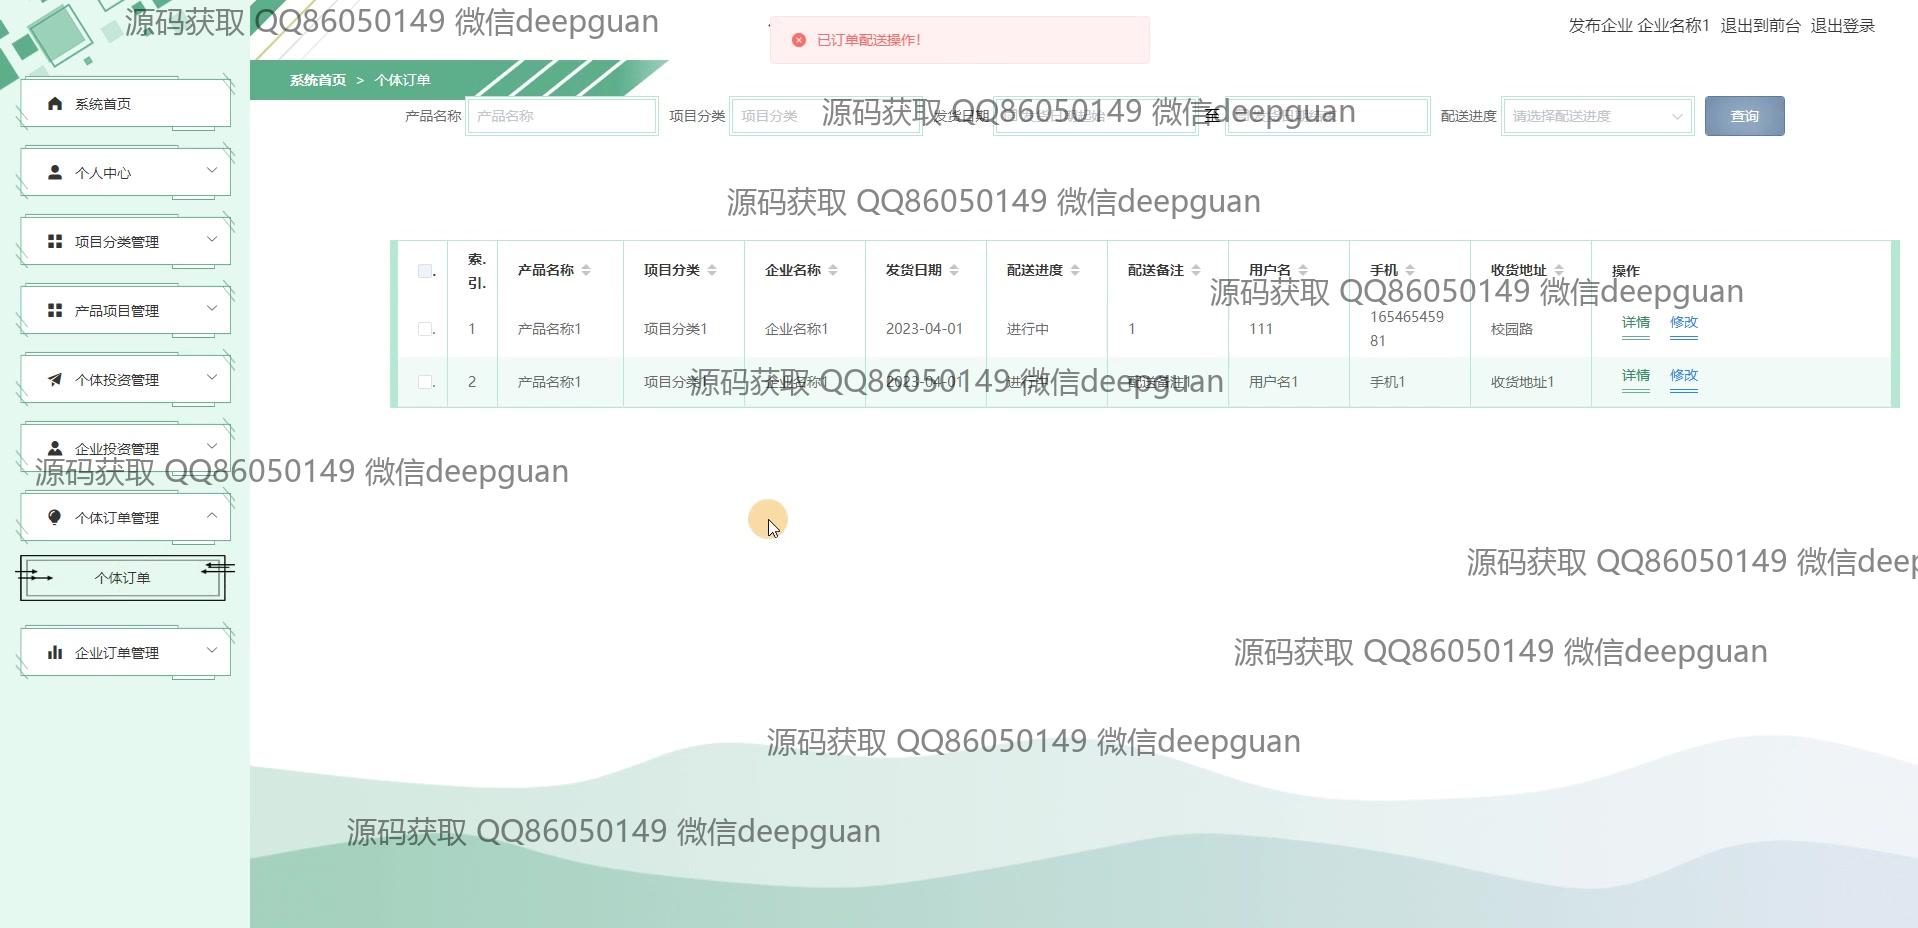 源码获取 QQ86050149 微信deepguan
已订单配送操作!
发布企业 企业名称1 退出到前台 退出登录
系统首页 > 个体订单
产品名称 产品名称 项目分类 项目分类 发货日期 至 配送进度 请选择配送进度 查询
源码获取 QQ86050149 微信deepguan
系统首页
个人中心
项目分类管理
产品项目管理
个体投资管理
企业投资管理
个体订单管理
个体订单
企业订单管理
源码获取 QQ86050149 微信deepguan
索. 引. 产品名称 项目分类 企业名称 发货日期 配送进度 配送备注 用户名 手机 收货地址 操作
源码获取 QQ86050149 微信deepguan
1 产品名称1 项目分类1 企业名称1 2023-04-01 进行中 1 111 16546545981 校园路 详情 修改
2 产品名称1 项目分类1 企业名称1 2023-04-01 进行中 配送备注1 用户名1 手机1 收货地址1 详情 修改
源码获取 QQ86050149 微信deepguan
源码获取 QQ86050149 微信deepguan
源码获取 QQ86050149 微信deep
源码获取 QQ86050149 微信deepguan
源码获取 QQ86050149 微信deepguan
源码获取 QQ86050149 微信deepguan